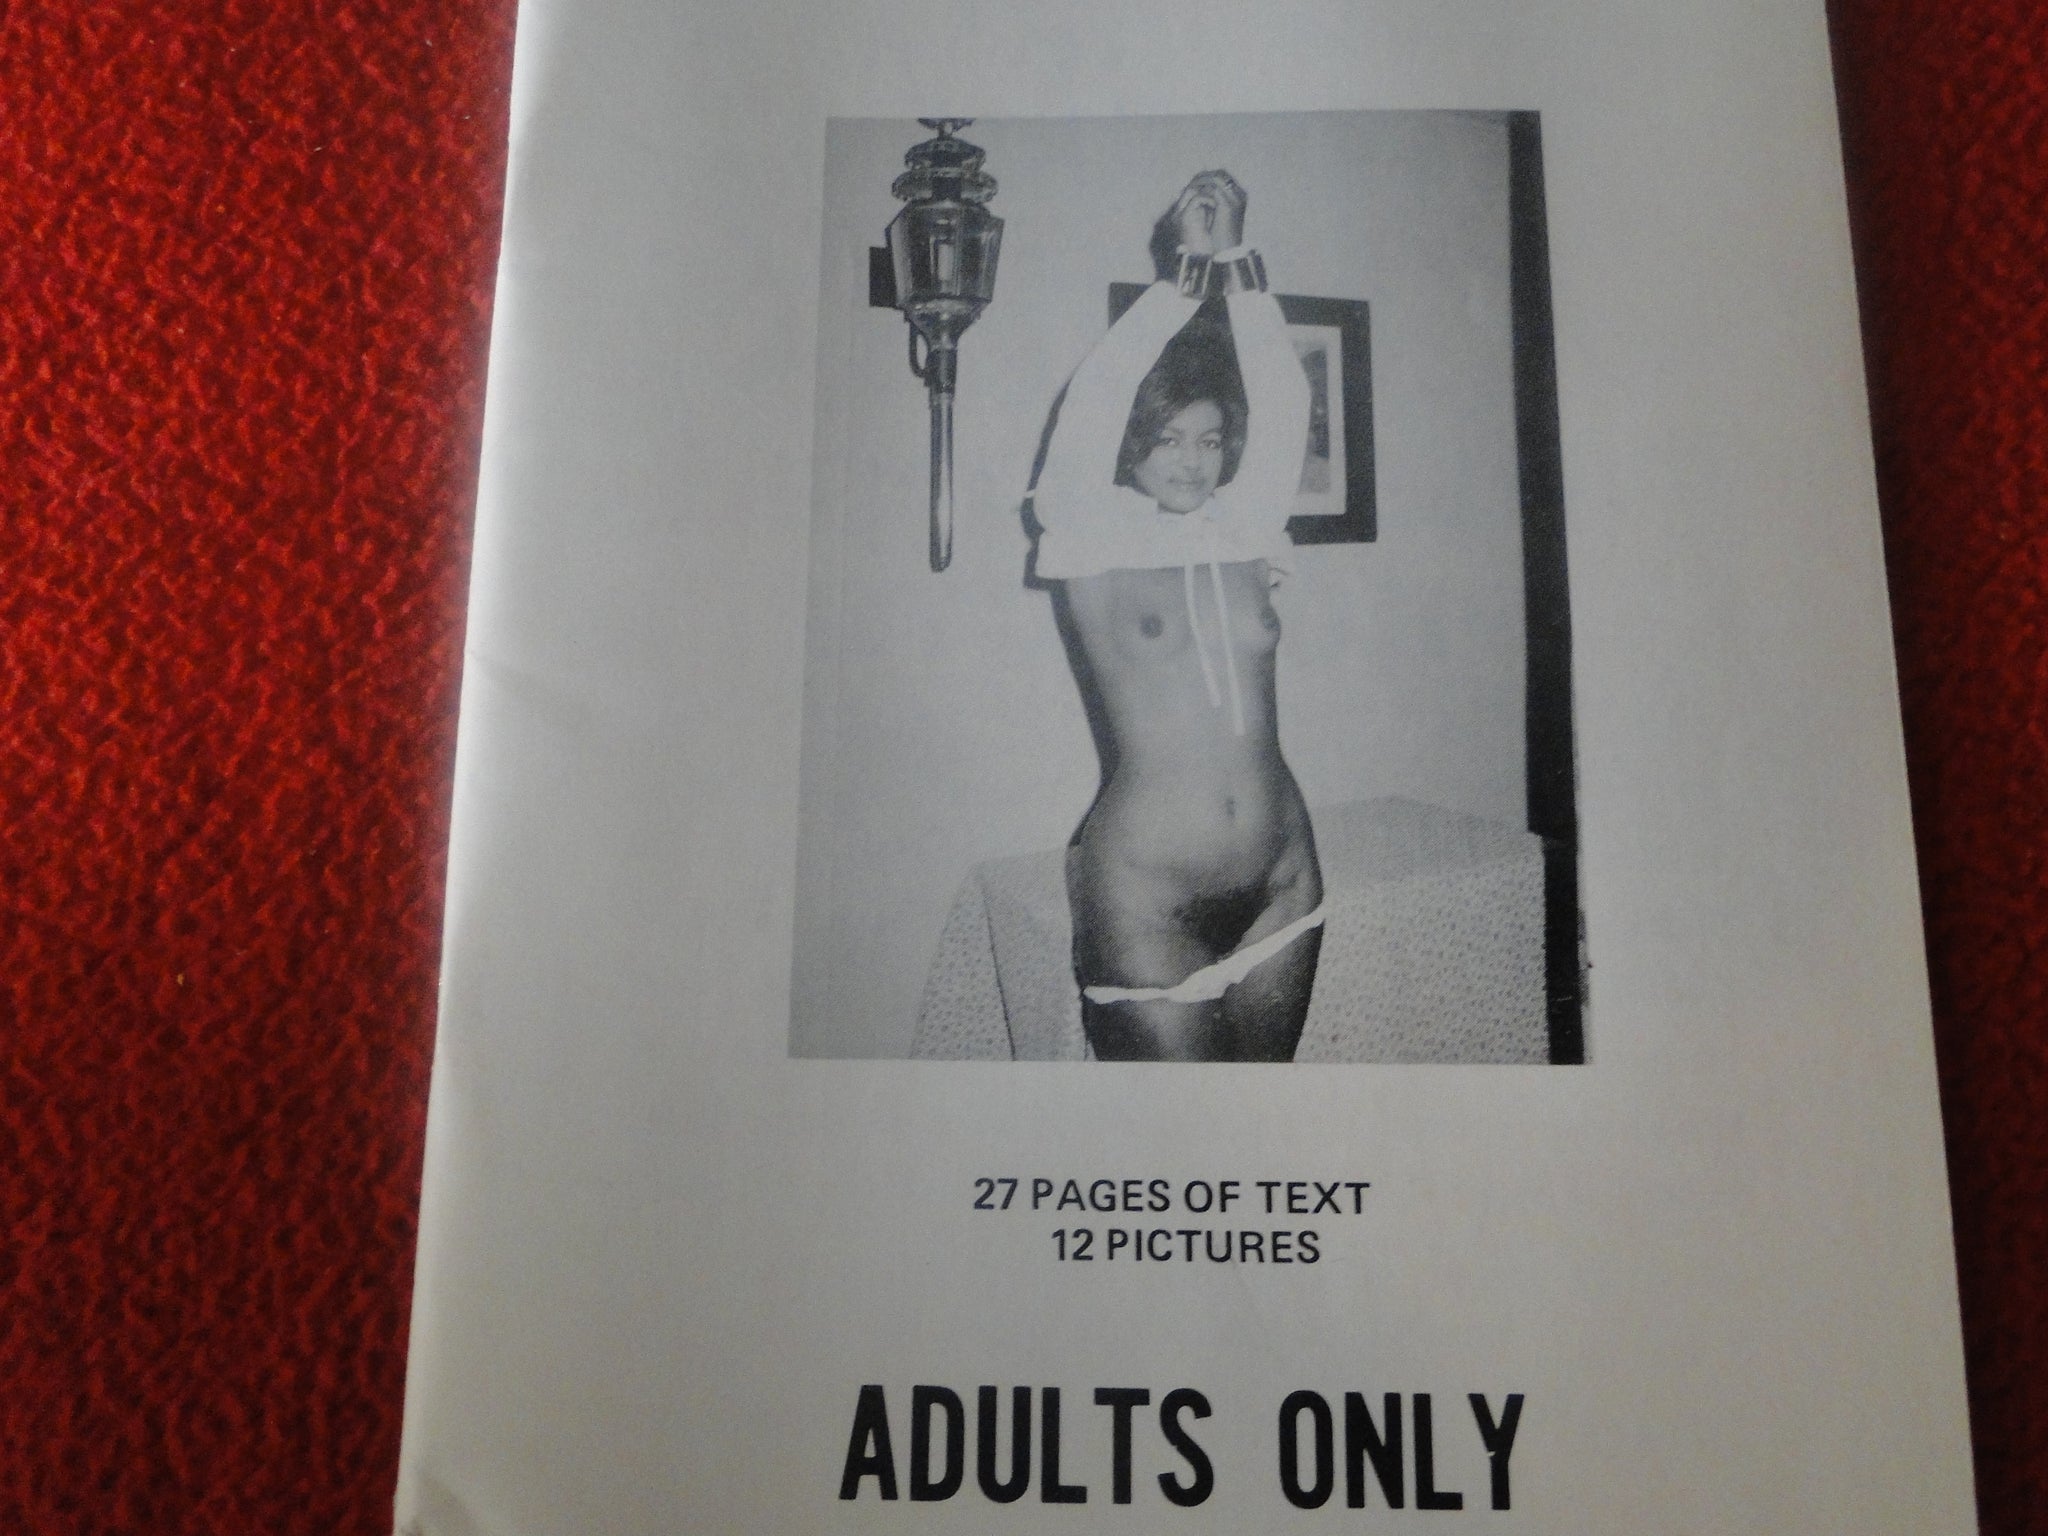 27 PAGES OF TEXT
12 PICTURES
ADULTS ONLY